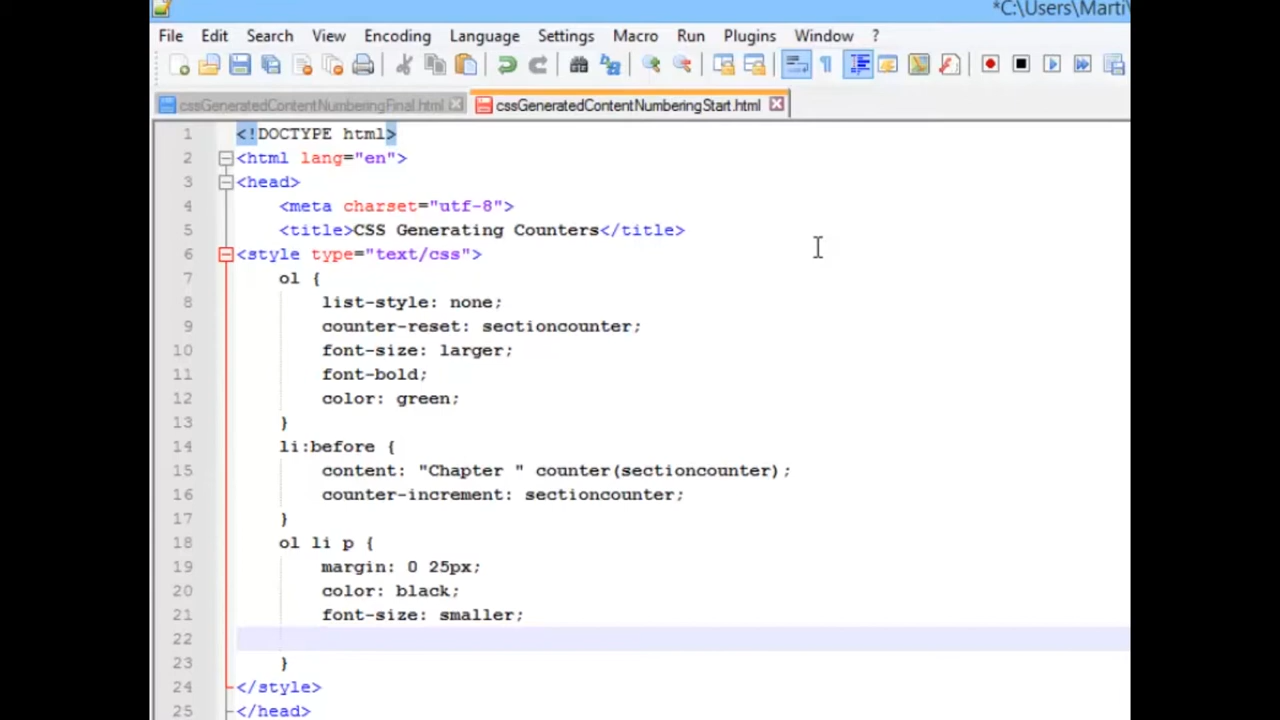 *C:\Users\Marti
File Edit Search View Encoding Language Settings Macro Run Plugins Window ?
cssGeneratedContentNumberingFinal.html cssGeneratedContentNumberingStart.html
1 <!DOCTYPE html>
2 <html lang="en">
3 <head>
4 <meta charset="utf-8">
5 <title>CSS Generating Counters</title>
6 <style type="text/css">
7 ol {
8 list-style: none;
9 counter-reset: sectioncounter;
10 font-size: larger;
11 font-bold;
12 color: green;
13 }
14 li:before {
15 content: "Chapter " counter(sectioncounter);
16 counter-increment: sectioncounter;
17 }
18 ol li p {
19 margin: 0 25px;
20 color: black;
21 font-size: smaller;
22
23 }
24 </style>
25 </head>